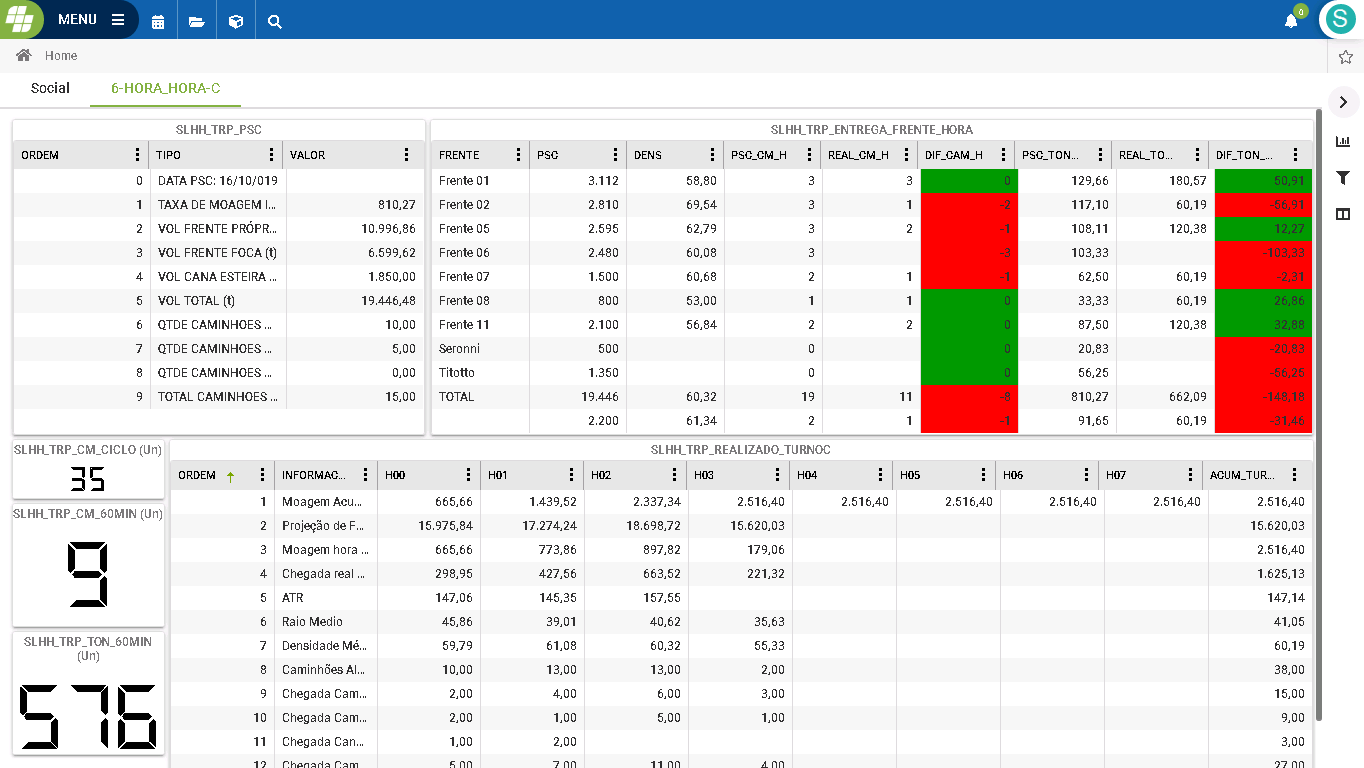 MENU
0
S
Home
Social 6-HORA_HORA-C
SLHH_TRP_PSC
ORDEM TIPO VALOR
0 DATA PSC: 16/10/019
1 TAXA DE MOAGEM I... 810,27
2 VOL FRENTE PRÓPR... 10.996,86
3 VOL FRENTE FOCA (t) 6.599,62
4 VOL CANA ESTEIRA ... 1.850,00
5 VOL TOTAL (t) 19.446,48
6 QTDE CAMINHOES ... 10,00
7 QTDE CAMINHOES ... 5,00
8 QTDE CAMINHOES ... 0,00
9 TOTAL CAMINHOES ... 15,00
SLHH_TRP_ENTREGA_FRENTE_HORA
FRENTE PSC DENS PSC_CM_H REAL_CM_H DIF_CAM_H PSC_TON... REAL_TO... DIF_TON_...
Frente 01 3.112 58,80 3 3 0 129,66 180,57 50,91
Frente 02 2.810 69,54 3 1 -2 117,10 60,19 -56,91
Frente 05 2.595 62,79 3 2 -1 108,11 120,38 12,27
Frente 06 2.480 60,08 3 -3 103,33 -103,33
Frente 07 1.500 60,68 2 1 -1 62,50 60,19 -2,31
Frente 08 800 53,00 1 1 0 33,33 60,19 26,86
Frente 11 2.100 56,84 2 2 0 87,50 120,38 32,88
Seronni 500 0 0 20,83 -20,83
Titotto 1.350 0 0 56,25 -56,25
TOTAL 19.446 60,32 19 11 -8 810,27 662,09 -148,18
2.200 61,34 2 1 -1 91,65 60,19 -31,46
SLHH_TRP_CM_CICLO (Un)
35
SLHH_TRP_CM_60MIN (Un)
9
SLHH_TRP_TON_60MIN
(Un)
576
SLHH_TRP_REALIZADO_TURNOC
ORDEM INFORMAC... H00 H01 H02 H03 H04 H05 H06 H07 ACUM_TUR...
1 Moagem Acu... 665,66 1.439,52 2.337,34 2.516,40 2.516,40 2.516,40 2.516,40 2.516,40 2.516,40
2 Projeção de F... 15.975,84 17.274,24 18.698,72 15.620,03 15.620,03
3 Moagem hora ... 665,66 773,86 897,82 179,06 2.516,40
4 Chegada real ... 298,95 427,56 663,52 221,32 1.625,13
5 ATR 147,06 145,35 157,55 147,14
6 Raio Medio 45,86 39,01 40,62 35,63 41,05
7 Densidade Mé... 59,79 61,08 60,32 55,33 60,19
8 Caminhões Al... 10,00 13,00 13,00 2,00 38,00
9 Chegada Cam... 2,00 4,00 6,00 3,00 15,00
10 Chegada Cam... 2,00 1,00 5,00 1,00 9,00
11 Chegada Can... 1,00 2,00 3,00
12 Chegada Cam... 5,00 7,00 11,00 4,00 27,00